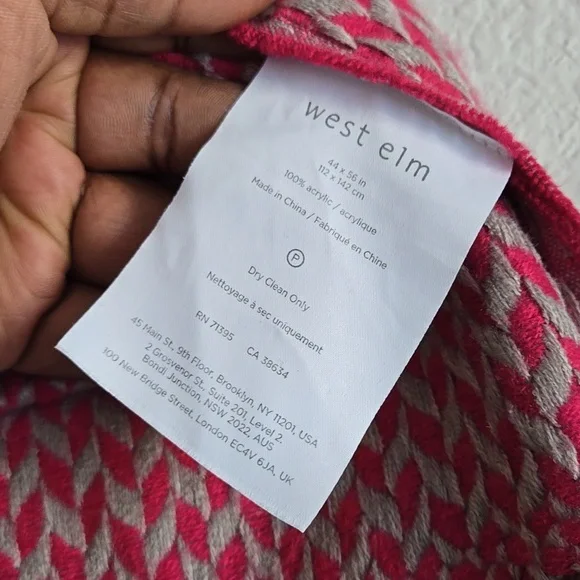 west elm
44 x 56 in
112 x 142 cm
100% acrylic / acrylique
Made in China / Fabriqué en Chine
P
Dry Clean Only
Nettoyage à sec uniquement
RN 71395 CA 38634
45 Main St., 9th Floor, Brooklyn, NY 11201, USA
2 Grosvenor St., Suite 201, Level 2.
Bondi Junction, NSW 2022, AUS
100 New Bridge Street, London EC4V 6JA, UK